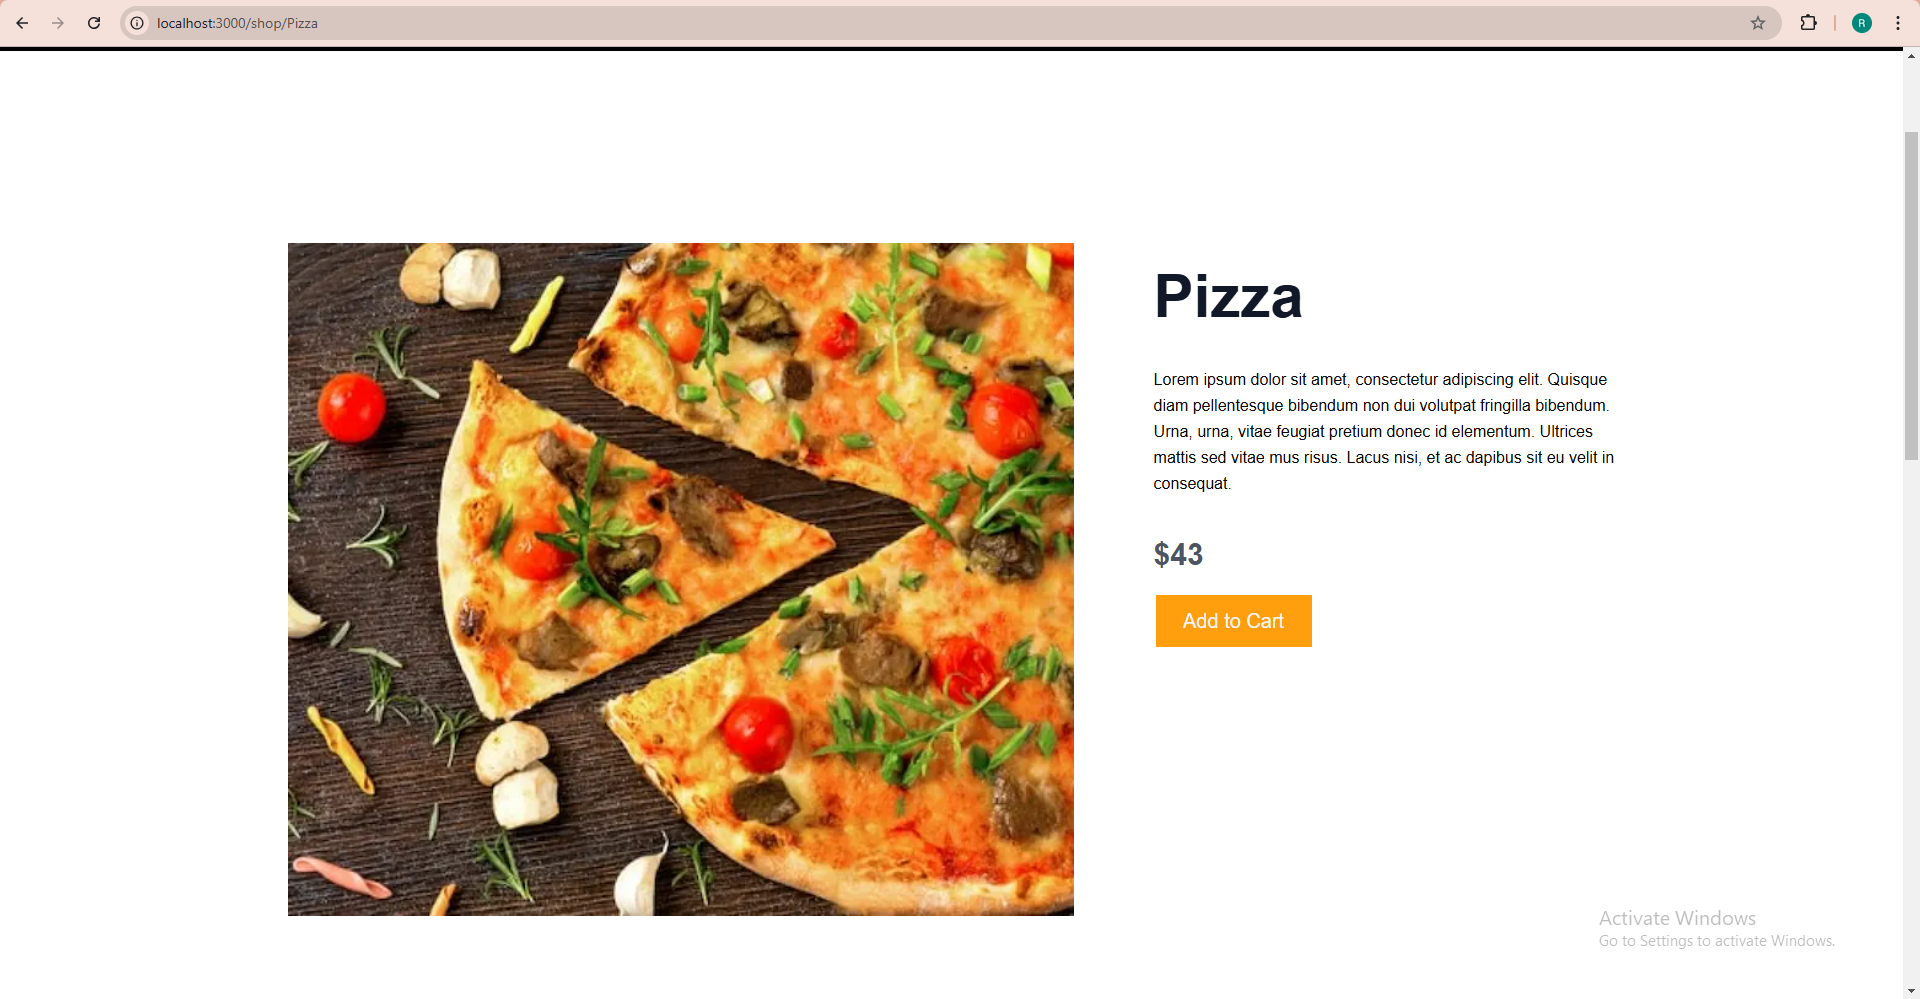 localhost:3000/shop/Pizza
R
Pizza
Lorem ipsum dolor sit amet, consectetur adipiscing elit. Quisque
diam pellentesque bibendum non dui volutpat fringilla bibendum.
Urna, urna, vitae feugiat pretium donec id elementum. Ultrices
mattis sed vitae mus risus. Lacus nisi, et ac dapibus sit eu velit in
consequat.
$43
Add to Cart
Activate Windows
Go to Settings to activate Windows.